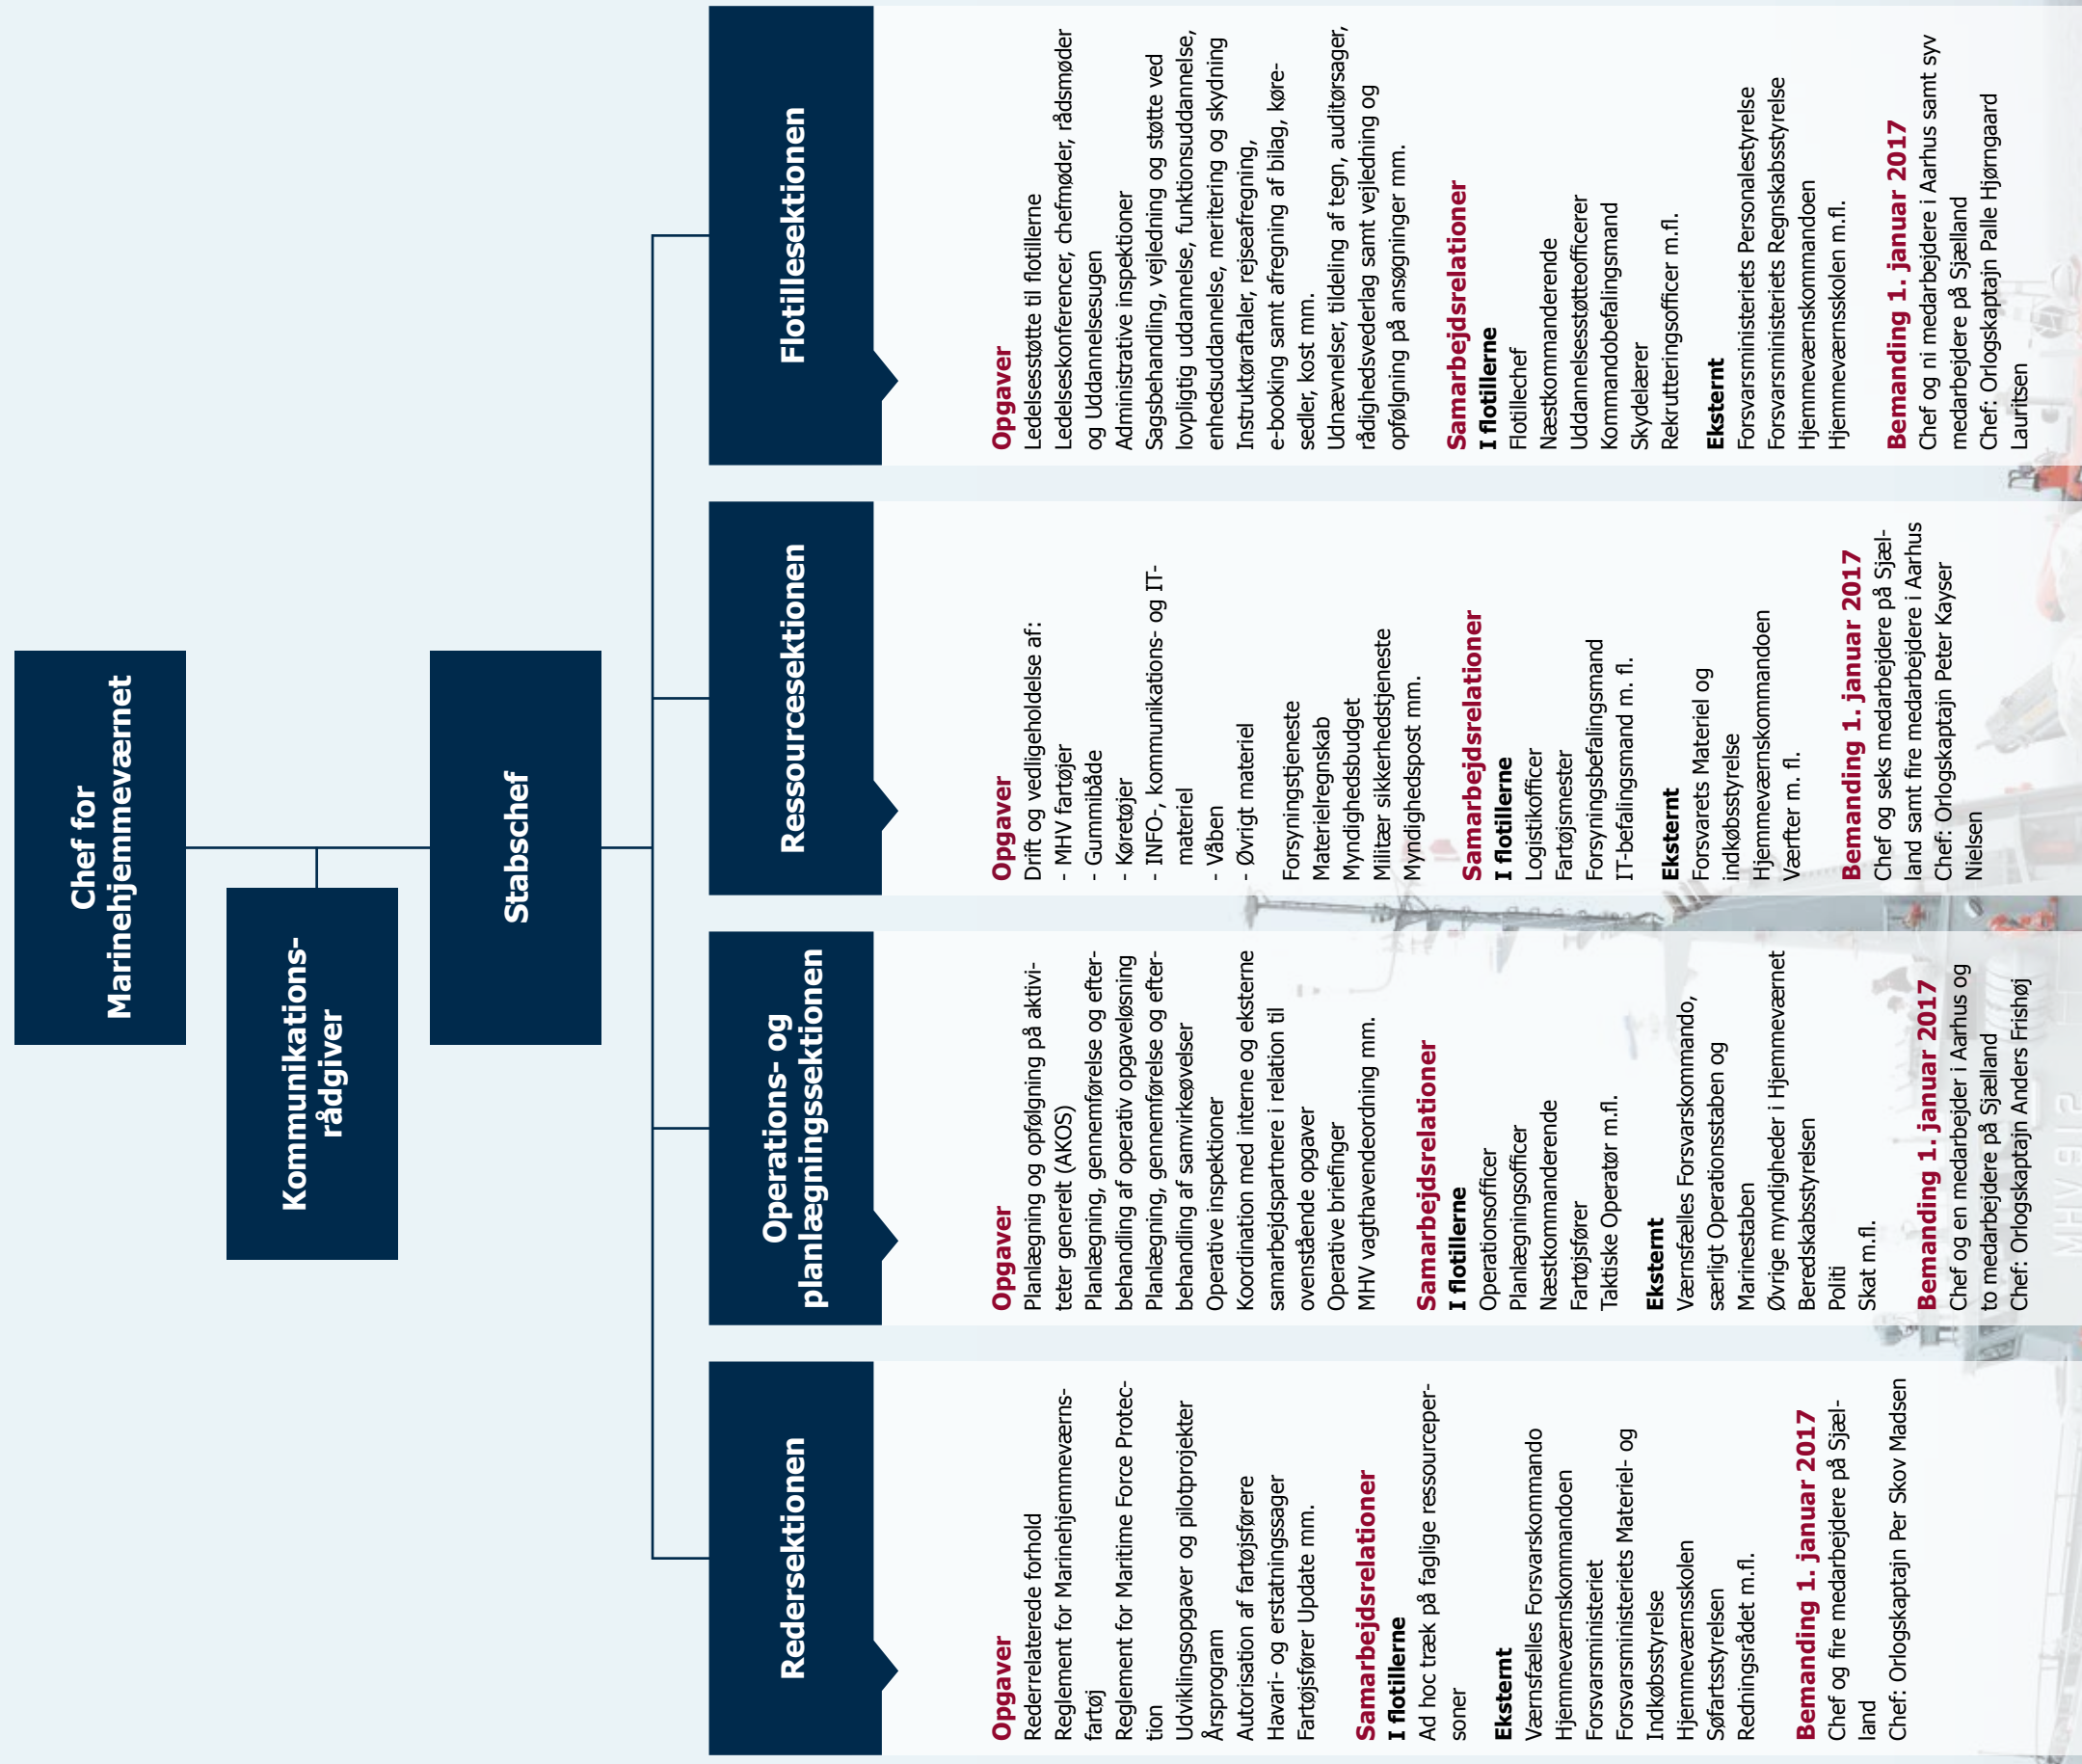 Chef for
Marinehjemmeværnet
Kommunikations-
rådgiver
Stabschef
Redersektionen
Opgaver
Rederrelaterede forhold
Reglement for Marinehjemmeværns-
fartøj
Reglement for Maritime Force Protec-
tion
Udviklingsopgaver og pilotprojekter
Årsprogram
Autorisation af fartøjsførere
Havari- og erstatningssager
Fartøjsfører Update mm.
Samarbejdsrelationer
I flotillerne
Ad hoc træk på faglige ressourceper-
soner
Eksternt
Værnsfælles Forsvarskommando
Hjemmeværnskommandoen
Forsvarsministeriet
Forsvarsministeriets Materiel- og
Indkøbsstyrelse
Hjemmeværnsskolen
Søfartsstyrelsen
Redningsrådet m.fl.
Bemanding 1. januar 2017
Chef og fire medarbejdere på Sjæl-
land
Chef: Orlogskaptajn Per Skov Madsen
Operations- og
planlægningssektionen
Opgaver
Planlægning og opfølgning på aktivi-
teter generelt (AKOS)
Planlægning, gennemførelse og efter-
behandling af operativ opgaveløsning
Planlægning, gennemførelse og efter-
behandling af samvirkeøvelser
Operative inspektioner
Koordination med interne og eksterne
samarbejdspartnere i relation til
ovenstående opgaver
Operative briefinger
MHV vagthavendeordning mm.
Samarbejdsrelationer
I flotillerne
Operationsofficer
Planlægningsofficer
Næstkommanderende
Fartøjsfører
Taktiske Operatør m.fl.
Eksternt
Værnsfælles Forsvarskommando,
særligt Operationsstaben og
Marinestaben
Øvrige myndigheder i Hjemmeværnet
Beredskabsstyrelsen
Politi
Skat m.fl.
Bemanding 1. januar 2017
Chef og en medarbejder i Aarhus og
to medarbejdere på Sjælland
Chef: Orlogskaptajn Anders Frishøj
Ressourcesektionen
Opgaver
Drift og vedligeholdelse af:
- MHV fartøjer
- Gummibåde
- Køretøjer
- INFO-, kommunikations- og IT-
materiel
- Våben
- Øvrigt materiel
Forsyningstjeneste
Materielregnskab
Myndighedsbudget
Militær sikkerhedstjeneste
Myndighedspost mm.
Samarbejdsrelationer
I flotillerne
Logistikofficer
Fartøjsmester
Forsyningsbefalingsmand
IT-befalingsmand m. fl.
Eksternt
Forsvarets Materiel og
indkøbsstyrelse
Hjemmeværnskommandoen
Værfter m. fl.
Bemanding 1. januar 2017
Chef og seks medarbejdere på Sjæl-
land samt fire medarbejdere i Aarhus
Chef: Orlogskaptajn Peter Kayser
Nielsen
Flotillesektionen
Opgaver
Ledelsesstøtte til flotillerne
Ledelseskonferencer, chefmøder, rådsmøder
og Uddannelsesugen
Administrative inspektioner
Sagsbehandling, vejledning og støtte ved
lovpligtig uddannelse, funktionsuddannelse,
enhedsuddannelse, meritering og skydning
Instruktøraftaler, rejseafregning,
e-booking samt afregning af bilag, køre-
sedler, kost mm.
Udnævnelser, tildeling af tegn, auditørsager,
rådighedsvederlag samt vejledning og
opfølgning på ansøgninger mm.
Samarbejdsrelationer
I flotillerne
Flotillechef
Næstkommanderende
Uddannelsesstøtteofficerer
Kommandobefalingsmand
Skydelærer
Rekrutteringsofficer m.fl.
Eksternt
Forsvarsministeriets Personalestyrelse
Forsvarsministeriets Regnskabsstyrelse
Hjemmeværnskommandoen
Hjemmeværnsskolen m.fl.
Bemanding 1. januar 2017
Chef og ni medarbejdere i Aarhus samt syv
medarbejdere på Sjælland
Chef: Orlogskaptajn Palle Hjørngaard
Lauritsen